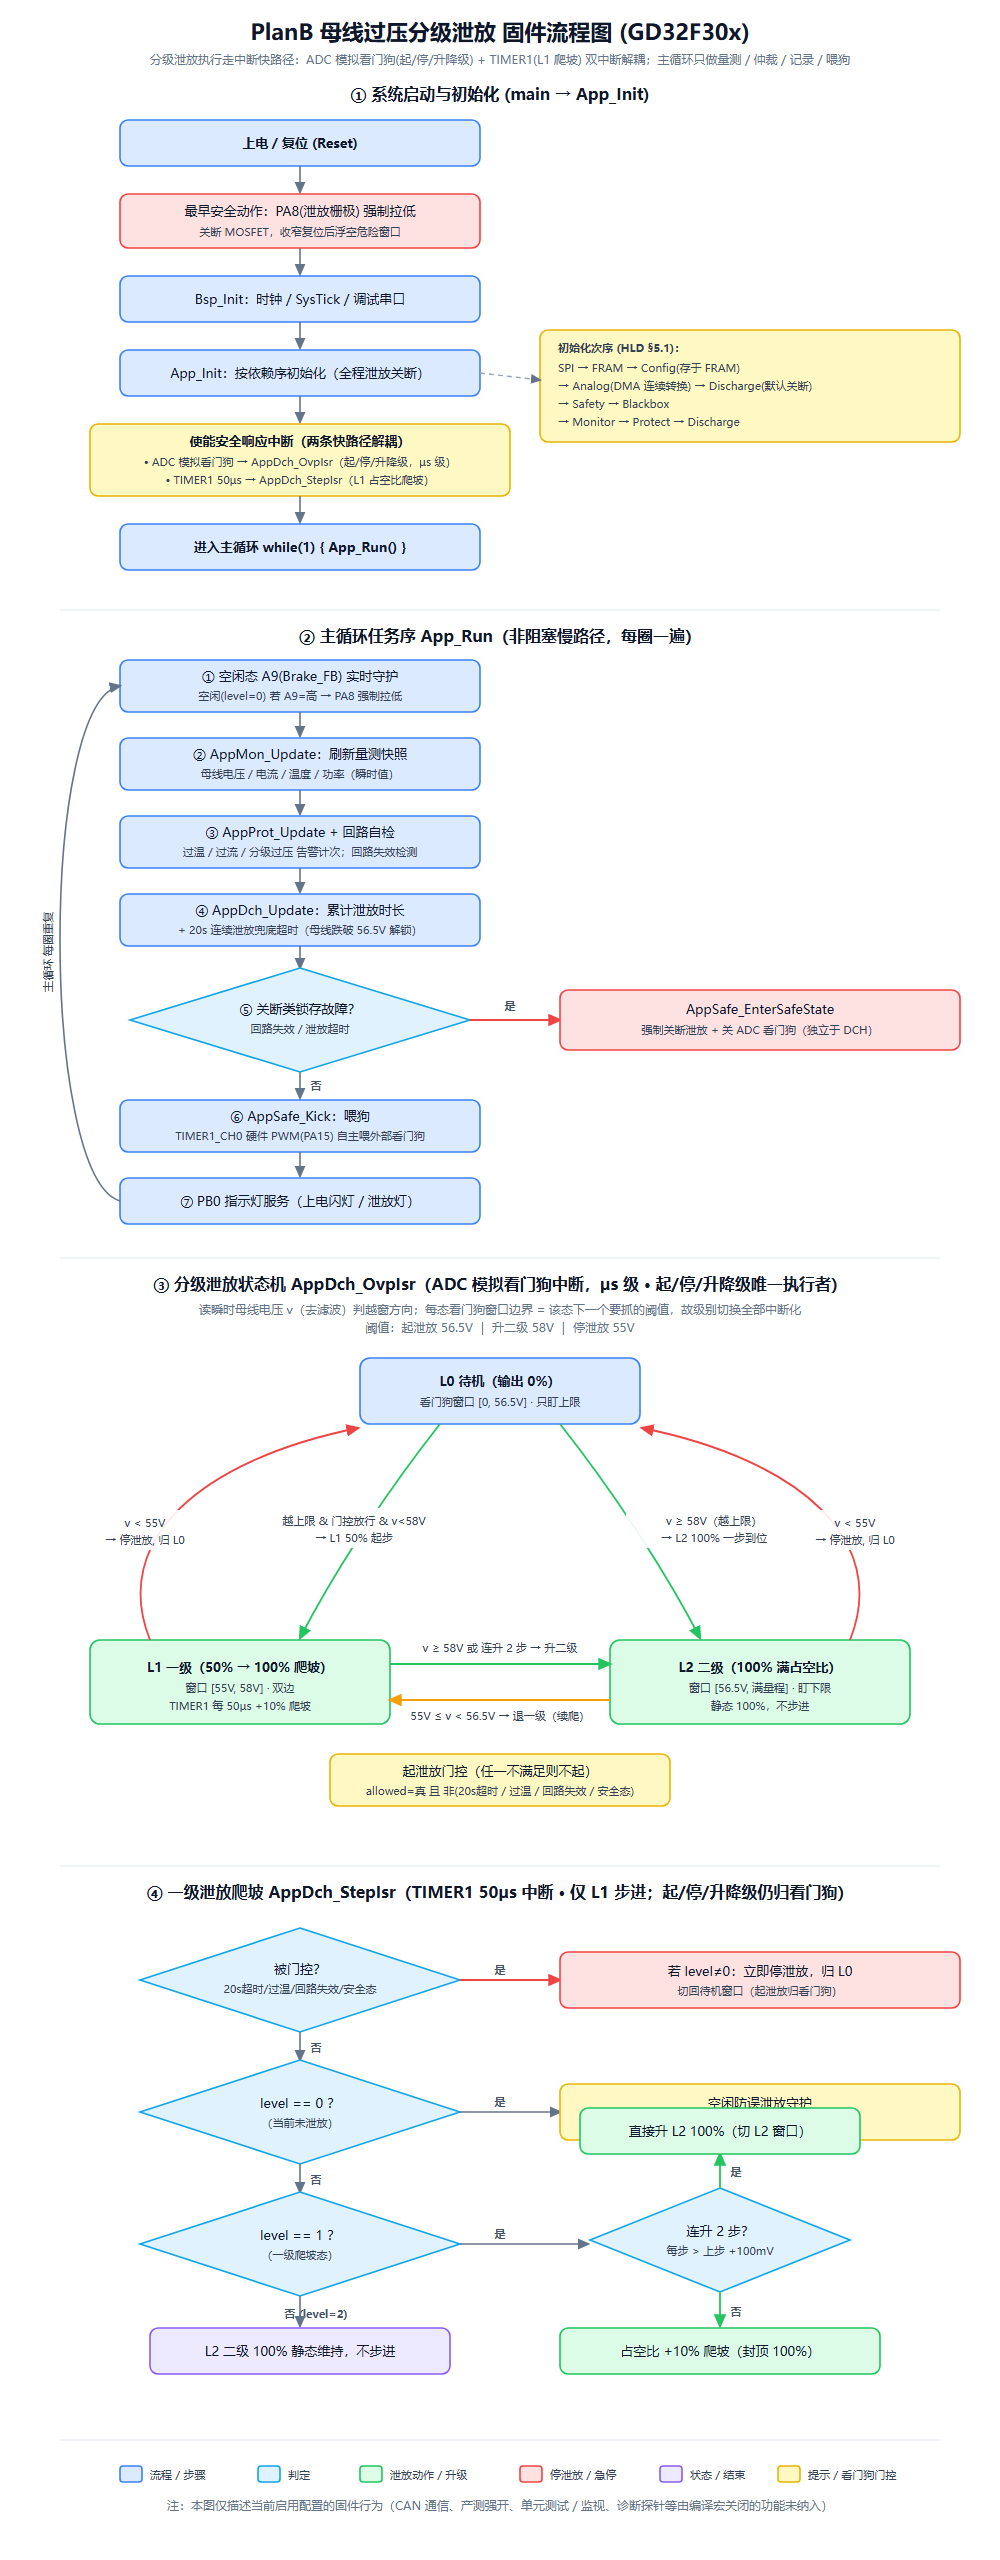 PlanB 母线过压分级泄放 固件流程图 (GD32F30x)
分级泄放执行走中断快路径：ADC 模拟看门狗(起/停/升降级) + TIMER1(L1 爬坡) 双中断解耦；主循环只做量测 / 仲裁 / 记录 / 喂狗
① 系统启动与初始化 (main → App_Init)
上电 / 复位 (Reset)
最早安全动作：PA8(泄放栅极) 强制拉低
关断 MOSFET，收窄复位后浮空危险窗口
Bsp_Init：时钟 / SysTick / 调试串口
App_Init：按依赖序初始化（全程泄放关断）
初始化次序 (HLD §5.1)：
SPI → FRAM → Config(存于 FRAM)
→ Analog(DMA 连续转换) → Discharge(默认关断)
→ Safety → Blackbox
→ Monitor → Protect → Discharge
使能安全响应中断（两条快路径解耦）
• ADC 模拟看门狗 → AppDch_OvpIsr（起/停/升降级，µs 级）
• TIMER1 50µs → AppDch_StepIsr（L1 占空比爬坡）
进入主循环 while(1) { App_Run() }
② 主循环任务序 App_Run（非阻塞慢路径，每圈一遍）
① 空闲态 A9(Brake_FB) 实时守护
空闲(level=0) 若 A9=高 → PA8 强制拉低
② AppMon_Update：刷新量测快照
母线电压 / 电流 / 温度 / 功率（瞬时值）
③ AppProt_Update + 回路自检
过温 / 过流 / 分级过压 告警计次；回路失效检测
④ AppDch_Update：累计泄放时长
+ 20s 连续泄放兜底超时（母线跌破 56.5V 解锁）
主循环 每圈重复
⑤ 关断类锁存故障？
回路失效 / 泄放超时
是
AppSafe_EnterSafeState
强制关断泄放 + 关 ADC 看门狗（独立于 DCH）
否
⑥ AppSafe_Kick：喂狗
TIMER1_CH0 硬件 PWM(PA15) 自主喂外部看门狗
⑦ PB0 指示灯服务（上电闪灯 / 泄放灯）
③ 分级泄放状态机 AppDch_OvpIsr（ADC 模拟看门狗中断，µs 级 • 起/停/升降级唯一执行者）
读瞬时母线电压 v（去滤波）判越窗方向；每态看门狗窗口边界 = 该态下一个要抓的阈值，故级别切换全部中断化
阈值：起泄放 56.5V ｜ 升二级 58V ｜ 停泄放 55V
L0 待机（输出 0%）
看门狗窗口 [0, 56.5V] · 只盯上限
v < 55V
→ 停泄放, 归 L0
越上限 & 门控放行 & v<58V
→ L1 50% 起步
v ≥ 58V（越上限）
→ L2 100% 一步到位
v < 55V
→ 停泄放, 归 L0
L1 一级（50% → 100% 爬坡）
窗口 [55V, 58V] · 双边
TIMER1 每 50µs +10% 爬坡
v ≥ 58V 或 连升 2 步 → 升二级
55V ≤ v < 56.5V → 退一级（续爬）
L2 二级（100% 满占空比）
窗口 [56.5V, 满量程] · 盯下限
静态 100%，不步进
起泄放门控（任一不满足则不起）
allowed=真 且 非(20s超时 / 过温 / 回路失效 / 安全态)
④ 一级泄放爬坡 AppDch_StepIsr（TIMER1 50µs 中断 • 仅 L1 步进；起/停/升降级仍归看门狗）
被门控？
20s超时/过温/回路失效/安全态
是
若 level≠0：立即停泄放，归 L0
切回待机窗口（起泄放归看门狗）
否
level == 0 ？
(当前未泄放)
是
空闲防误泄放守护
直接升 L2 100%（切 L2 窗口）
否
是
level == 1 ？
(一级爬坡态)
是
连升 2 步？
每步 > 上步 +100mV
否 (level=2)
否
L2 二级 100% 静态维持，不步进
占空比 +10% 爬坡（封顶 100%）
流程 / 步骤
判定
泄放动作 / 升级
停泄放 / 急停
状态 / 结束
提示 / 看门狗门控
注：本图仅描述当前启用配置的固件行为（CAN 通信、产测强开、单元测试 / 监视、诊断探针等由编译宏关闭的功能未纳入）